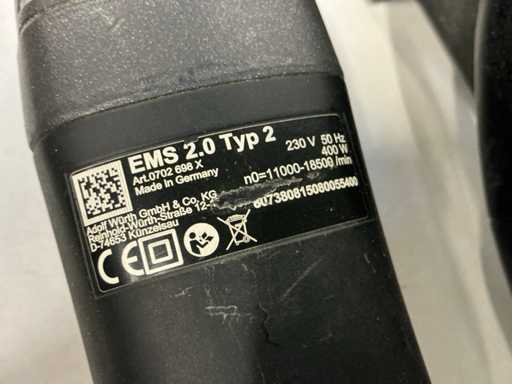 EMS 2.0 Typ 2
Art.0702 698 X
Made in Germany
230 V 50 Hz
400 W
n0=11000-18500 /min
Adolf Würth GmbH & Co. KG
Reinhold-Würth-Straße 12-
D-74653 Künzelsau
607380815080055400
CE